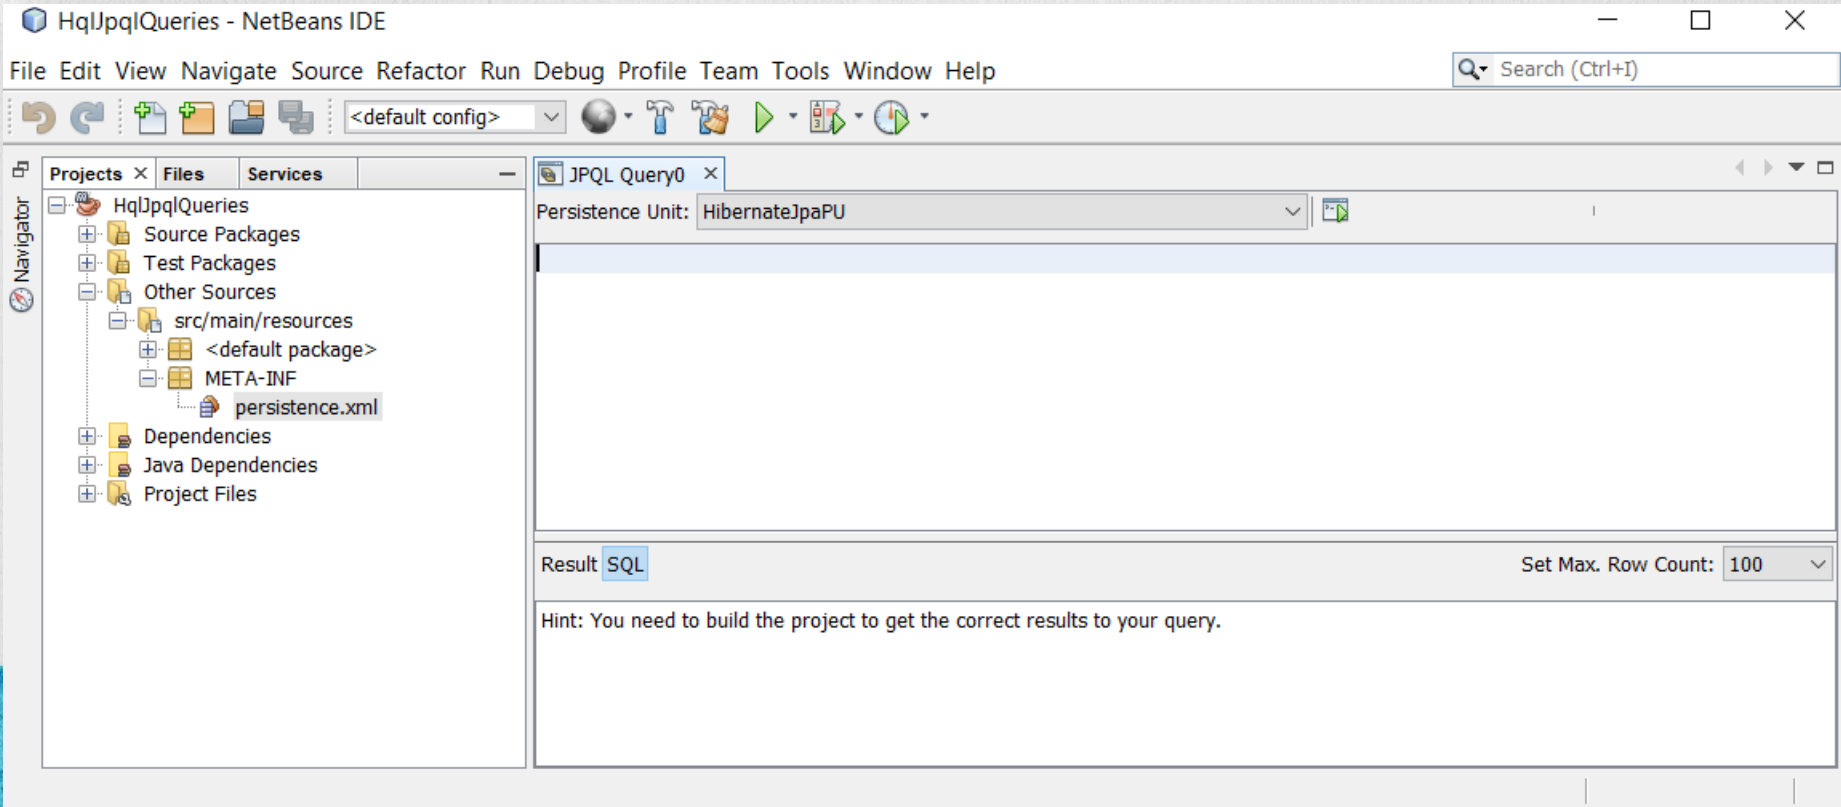 HqlJpqlQueries - NetBeans IDE
File Edit View Navigate Source Refactor Run Debug Profile Team Tools Window Help
Search (Ctrl+I)
<default config>
Navigator
Projects
Files
Services
HqlJpqlQueries
Source Packages
Test Packages
Other Sources
src/main/resources
<default package>
META-INF
persistence.xml
Dependencies
Java Dependencies
Project Files
JPQL Query0
Persistence Unit: HibernateJpaPU
Result SQL
Set Max. Row Count: 100
Hint: You need to build the project to get the correct results to your query.